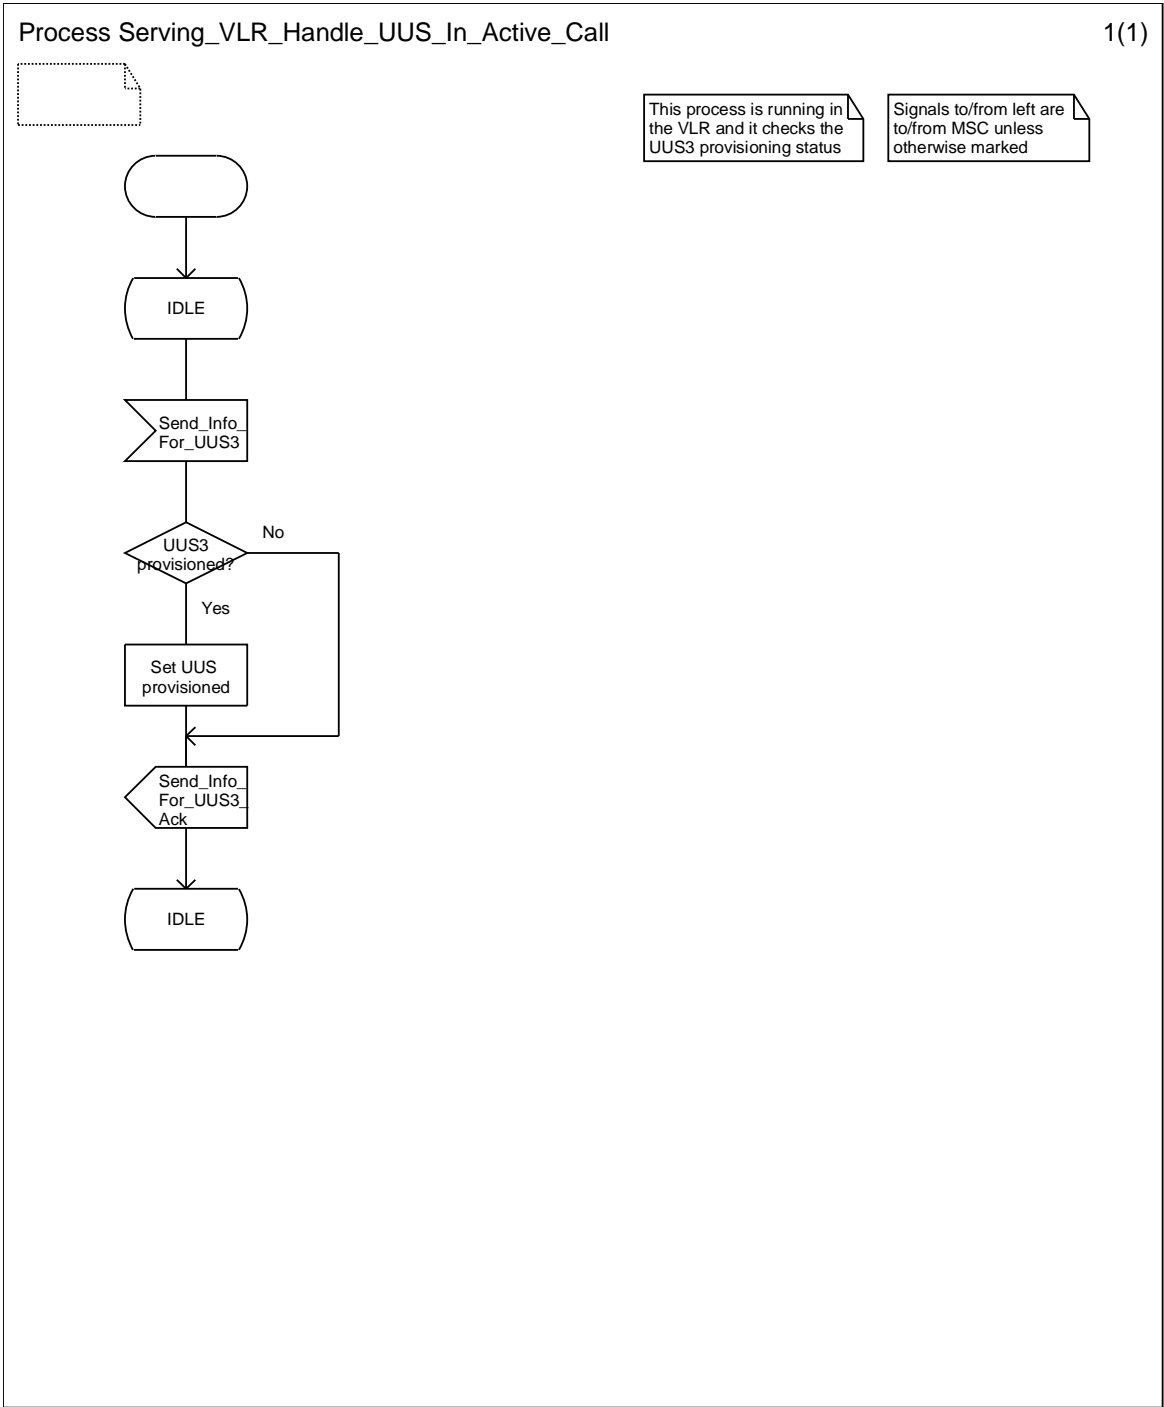 Process Serving_VLR_Handle_UUS_In_Active_Call
1(1)
This process is running in
the VLR and it checks the
UUS3 provisioning status
Signals to/from left are
to/from MSC unless
otherwise marked
IDLE
Send_Info_
For_UUS3
UUS3
provisioned?
No
Yes
Set UUS
provisioned
Send_Info_
For_UUS3_
Ack
IDLE